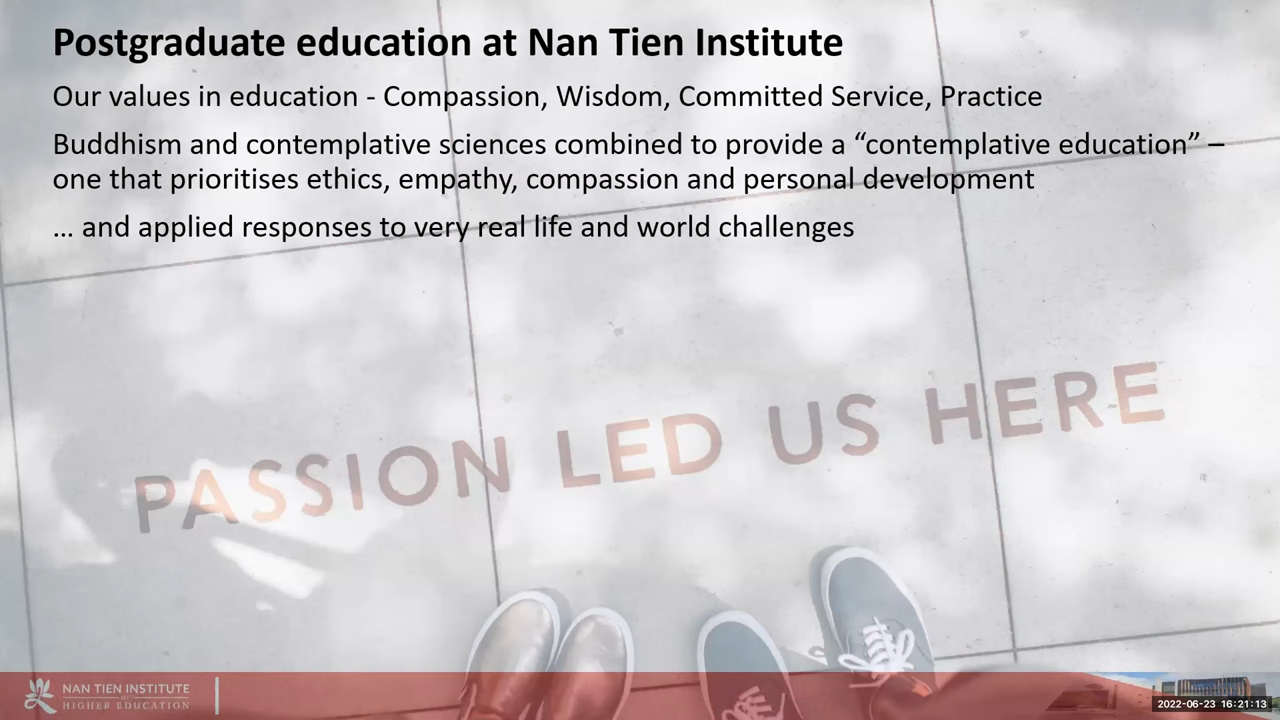 Postgraduate education at Nan Tien Institute
Our values in education - Compassion, Wisdom, Committed Service, Practice
Buddhism and contemplative sciences combined to provide a “contemplative education” –
one that prioritises ethics, empathy, compassion and personal development
... and applied responses to very real life and world challenges
PASSION LED US HERE
NAN TIEN INSTITUTE
HIGHER EDUCATION
2022-06-23 16:21:13